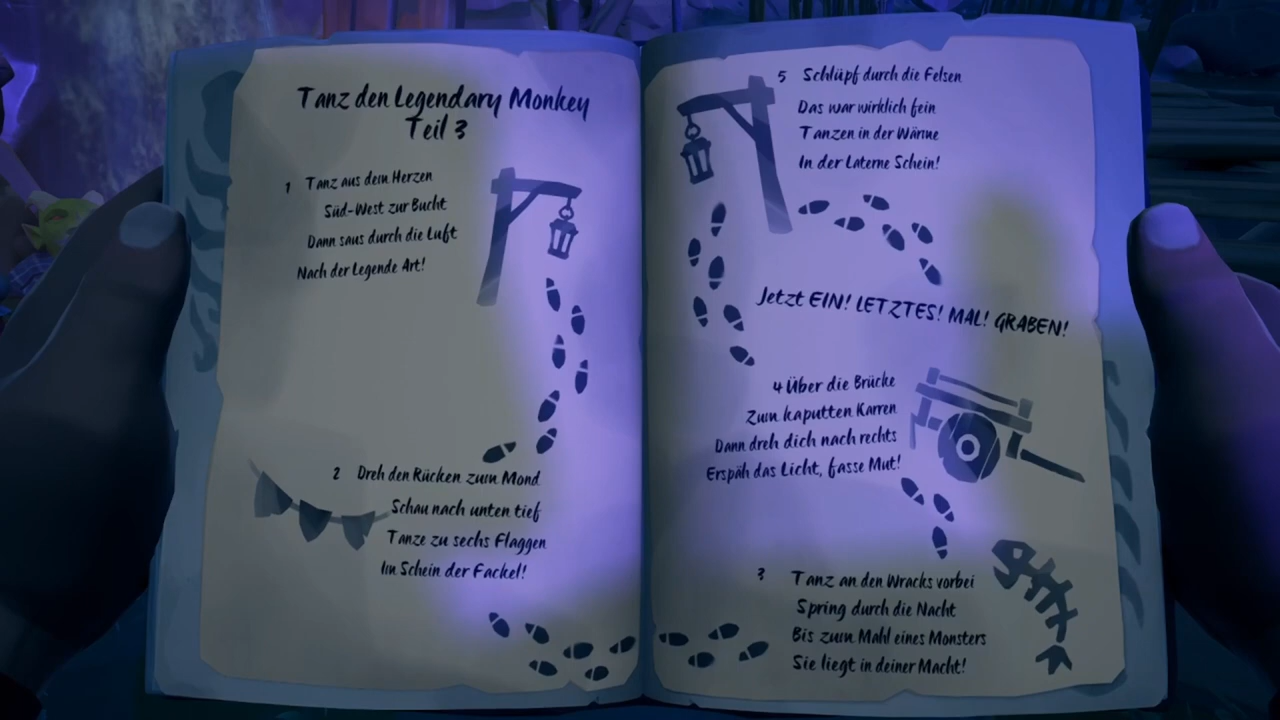 Tanz den Legendary Monkey
Teil 3
1 Tanz aus dem Herzen
Süd-West zur Bucht
Dann saus durch die Luft
Nach der Legende Art!
2 Dreh den Rücken zum Mond
Schau nach unten tief
Tanze zu sechs Flaggen
Im Schein der Fackel!
3 Tanz an den Wracks vorbei
Spring durch die Nacht
Bis zum Mahl eines Monsters
Sie liegt in deiner Macht!
4 Über die Brücke
Zum kaputten Karren
Dann dreh dich nach rechts
Erspäh das Licht, fasse Mut!
5 Schlüpf durch die Felsen
Das war wirklich fein
Tanzen in der Wärme
In der Laterne Schein!
Jetzt EIN! LETZTES! MAL! GRABEN!